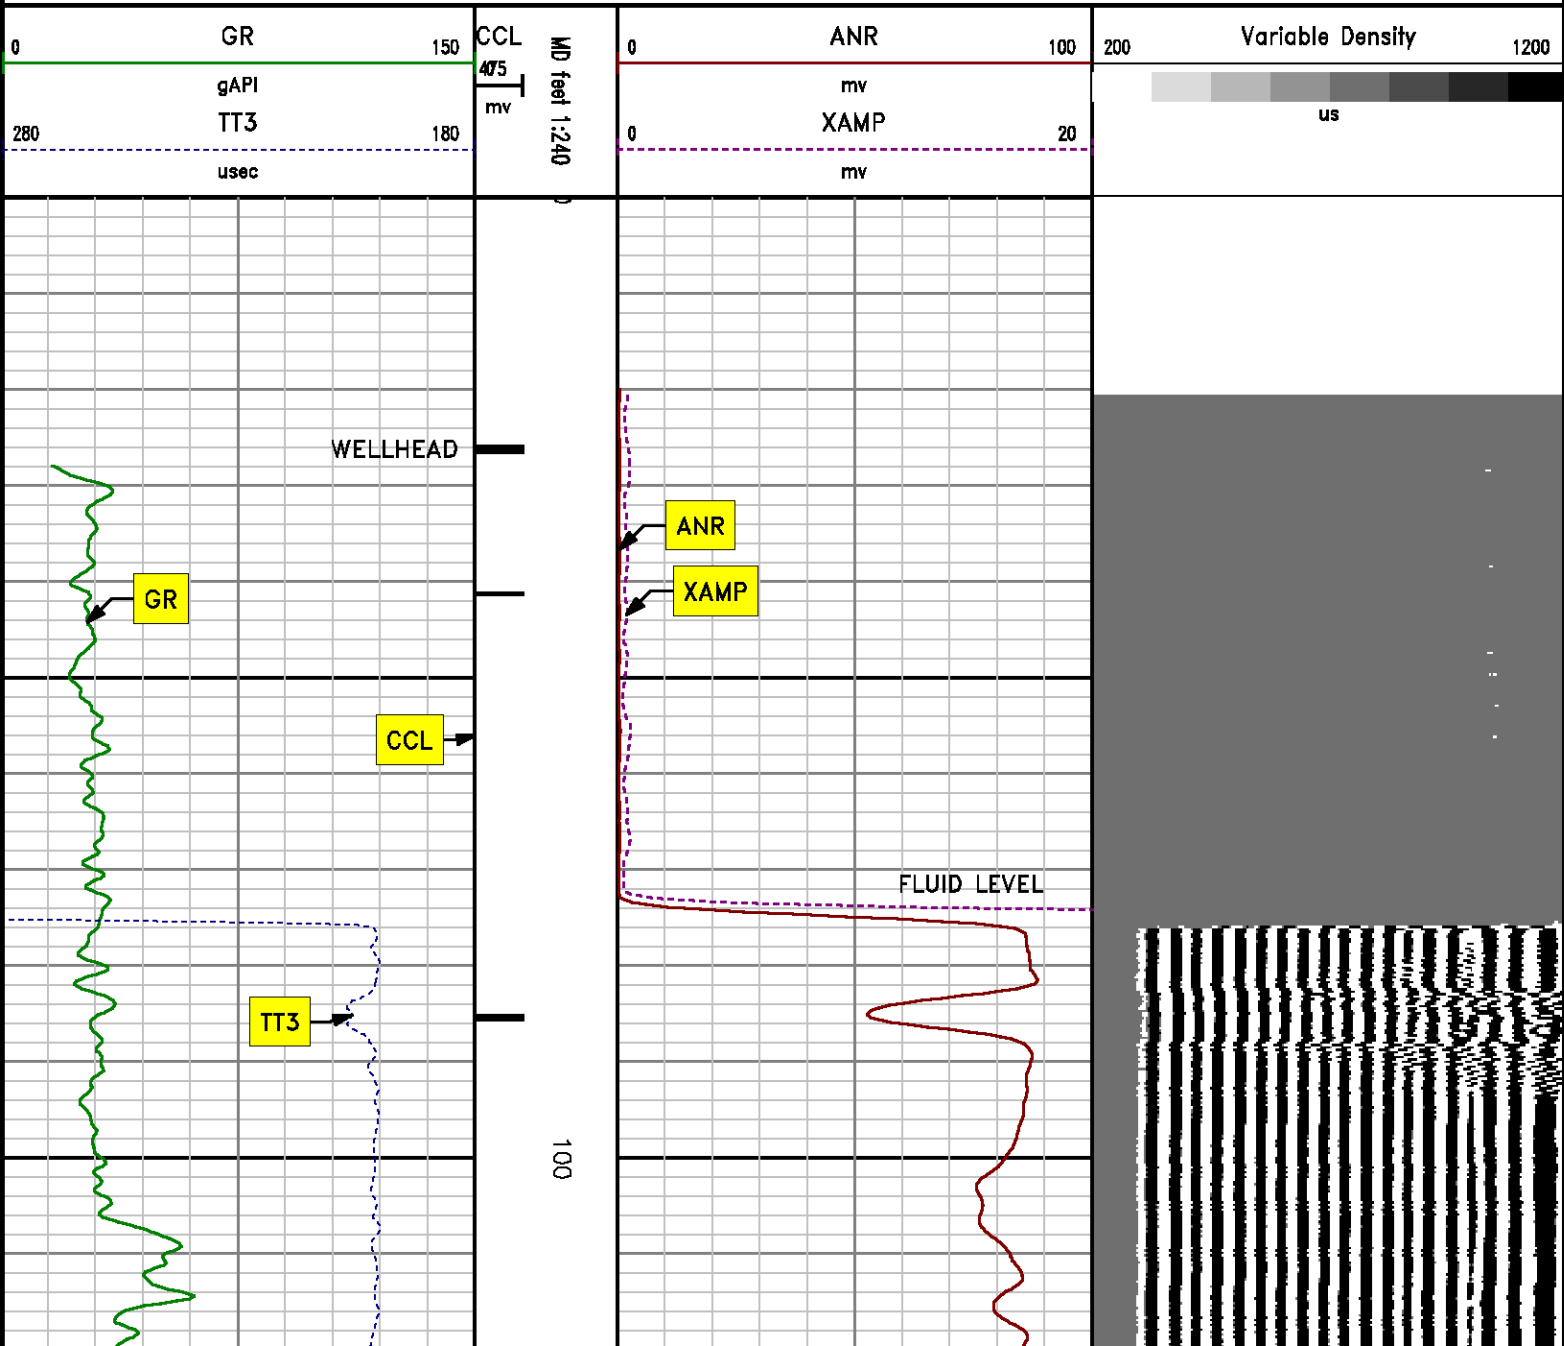 GR
0 150
gAPI
TT3
280 180
usec
CCL
mv
MD feet 1:240
ANR
0 100
mv
XAMP
0 20
mv
Variable Density
200 1200
us
WELLHEAD
ANR
XAMP
GR
CCL
FLUID LEVEL
TT3
100